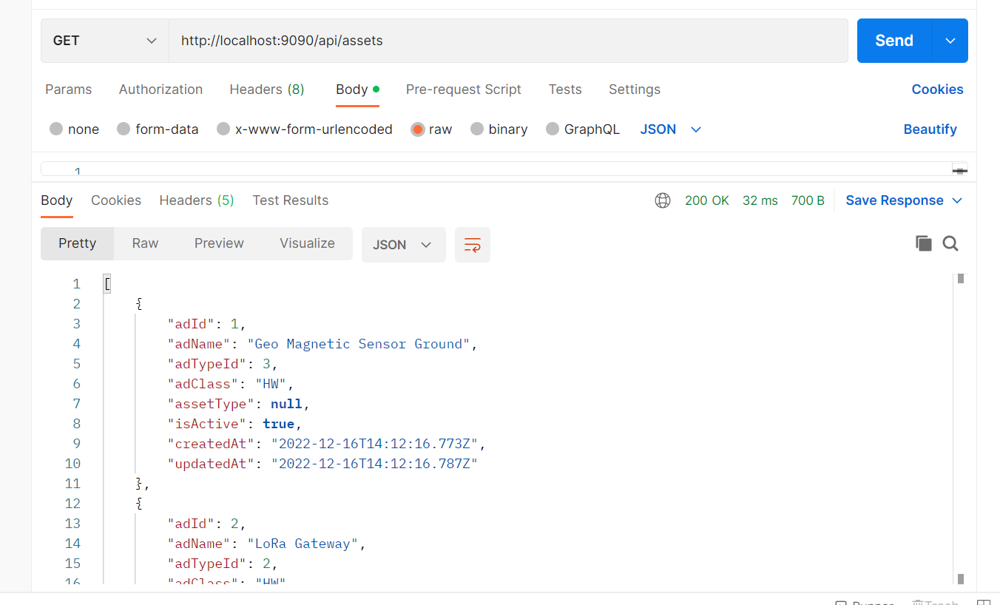 GET http://localhost:9090/api/assets Send
Params Authorization Headers (8) Body Pre-request Script Tests Settings Cookies
none form-data x-www-form-urlencoded raw binary GraphQL JSON Beautify
1
Body Cookies Headers (5) Test Results 200 OK 32 ms 700 B Save Response
Pretty Raw Preview Visualize JSON
1 [
2 {
3 "adId": 1,
4 "adName": "Geo Magnetic Sensor Ground",
5 "adTypeId": 3,
6 "adClass": "HW",
7 "assetType": null,
8 "isActive": true,
9 "createdAt": "2022-12-16T14:12:16.773Z",
10 "updatedAt": "2022-12-16T14:12:16.787Z"
11 },
12 {
13 "adId": 2,
14 "adName": "LoRa Gateway",
15 "adTypeId": 2,
16 "adClass": "HW"
Runner Trash